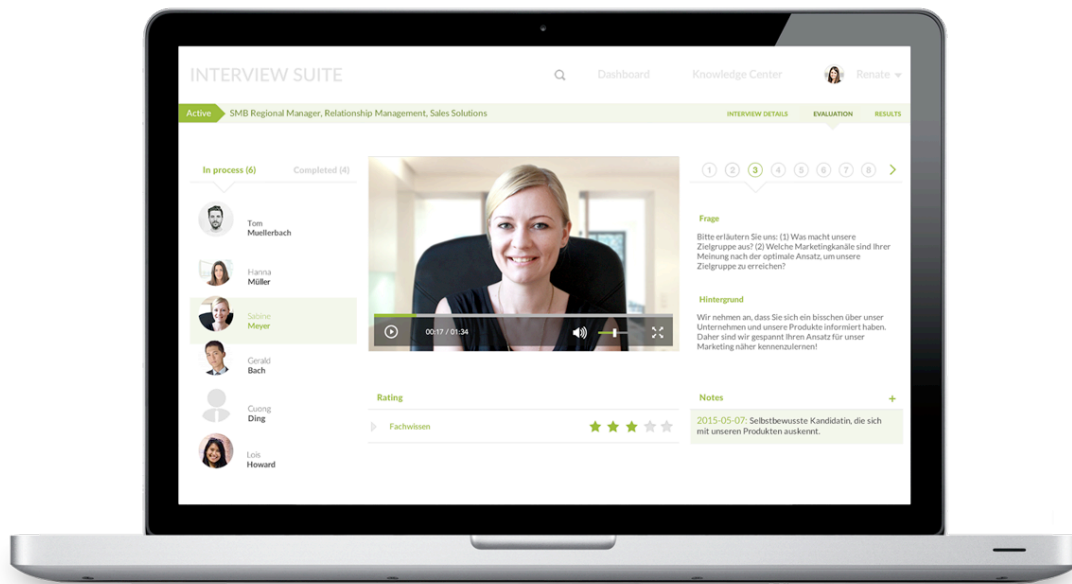 INTERVIEW SUITE
Dashboard
Knowledge Center
Renate
Active
SMB Regional Manager, Relationship Management, Sales Solutions
INTERVIEW DETAILS
EVALUATION
RESULTS
In process (6)
Completed (4)
Tom
Muellerbach
Hanna
Müller
Sabine
Meyer
Gerald
Bach
Cuong
Ding
Lois
Howard
00:17 / 01:34
Rating
Fachwissen
1 2 3 4 5 6 7 8
Frage
Bitte erläutern Sie uns: (1) Was macht unsere
Zielgruppe aus? (2) Welche Marketingkanäle sind Ihrer
Meinung nach der optimale Ansatz, um unsere
Zielgruppe zu erreichen?
Hintergrund
Wir nehmen an, dass Sie sich ein bisschen über unser
Unternehmen und unsere Produkte informiert haben.
Daher sind wir gespannt Ihren Ansatz für unser
Marketing näher kennenzulernen!
Notes +
2015-05-07: Selbstbewusste Kandidatin, die sich
mit unseren Produkten auskennt.